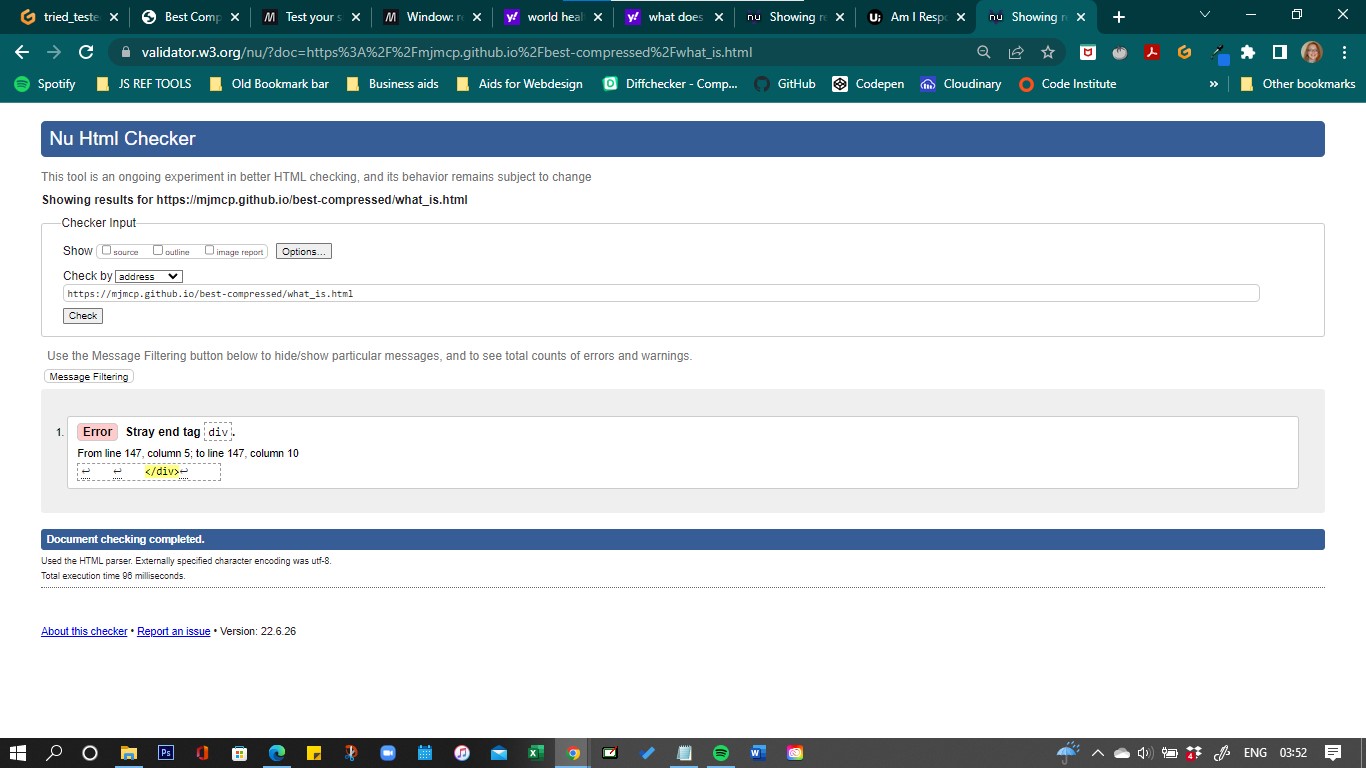 tried_teste
Best Comp
Test your s
Window: re
world heal
what does
Showing re
Am I Respo
Showing re
validator.w3.org/nu/?doc=https%3A%2F%2Fmjmcp.github.io%2Fbest-compressed%2Fwhat_is.html
Spotify
JS REF TOOLS
Old Bookmark bar
Business aids
Aids for Webdesign
Diffchecker - Comp...
GitHub
Codepen
Cloudinary
Code Institute
»
Other bookmarks
Nu Html Checker
This tool is an ongoing experiment in better HTML checking, and its behavior remains subject to change
Showing results for https://mjmcp.github.io/best-compressed/what_is.html
Checker Input
Show source outline image report Options...
Check by address
https://mjmcp.github.io/best-compressed/what_is.html
Check
Use the Message Filtering button below to hide/show particular messages, and to see total counts of errors and warnings.
Message Filtering
1. Error Stray end tag div.
From line 147, column 5; to line 147, column 10
↩ ↩ </div>↩
Document checking completed.
Used the HTML parser. Externally specified character encoding was utf-8.
Total execution time 96 milliseconds.
About this checker • Report an issue • Version: 22.6.26
ENG 03:52